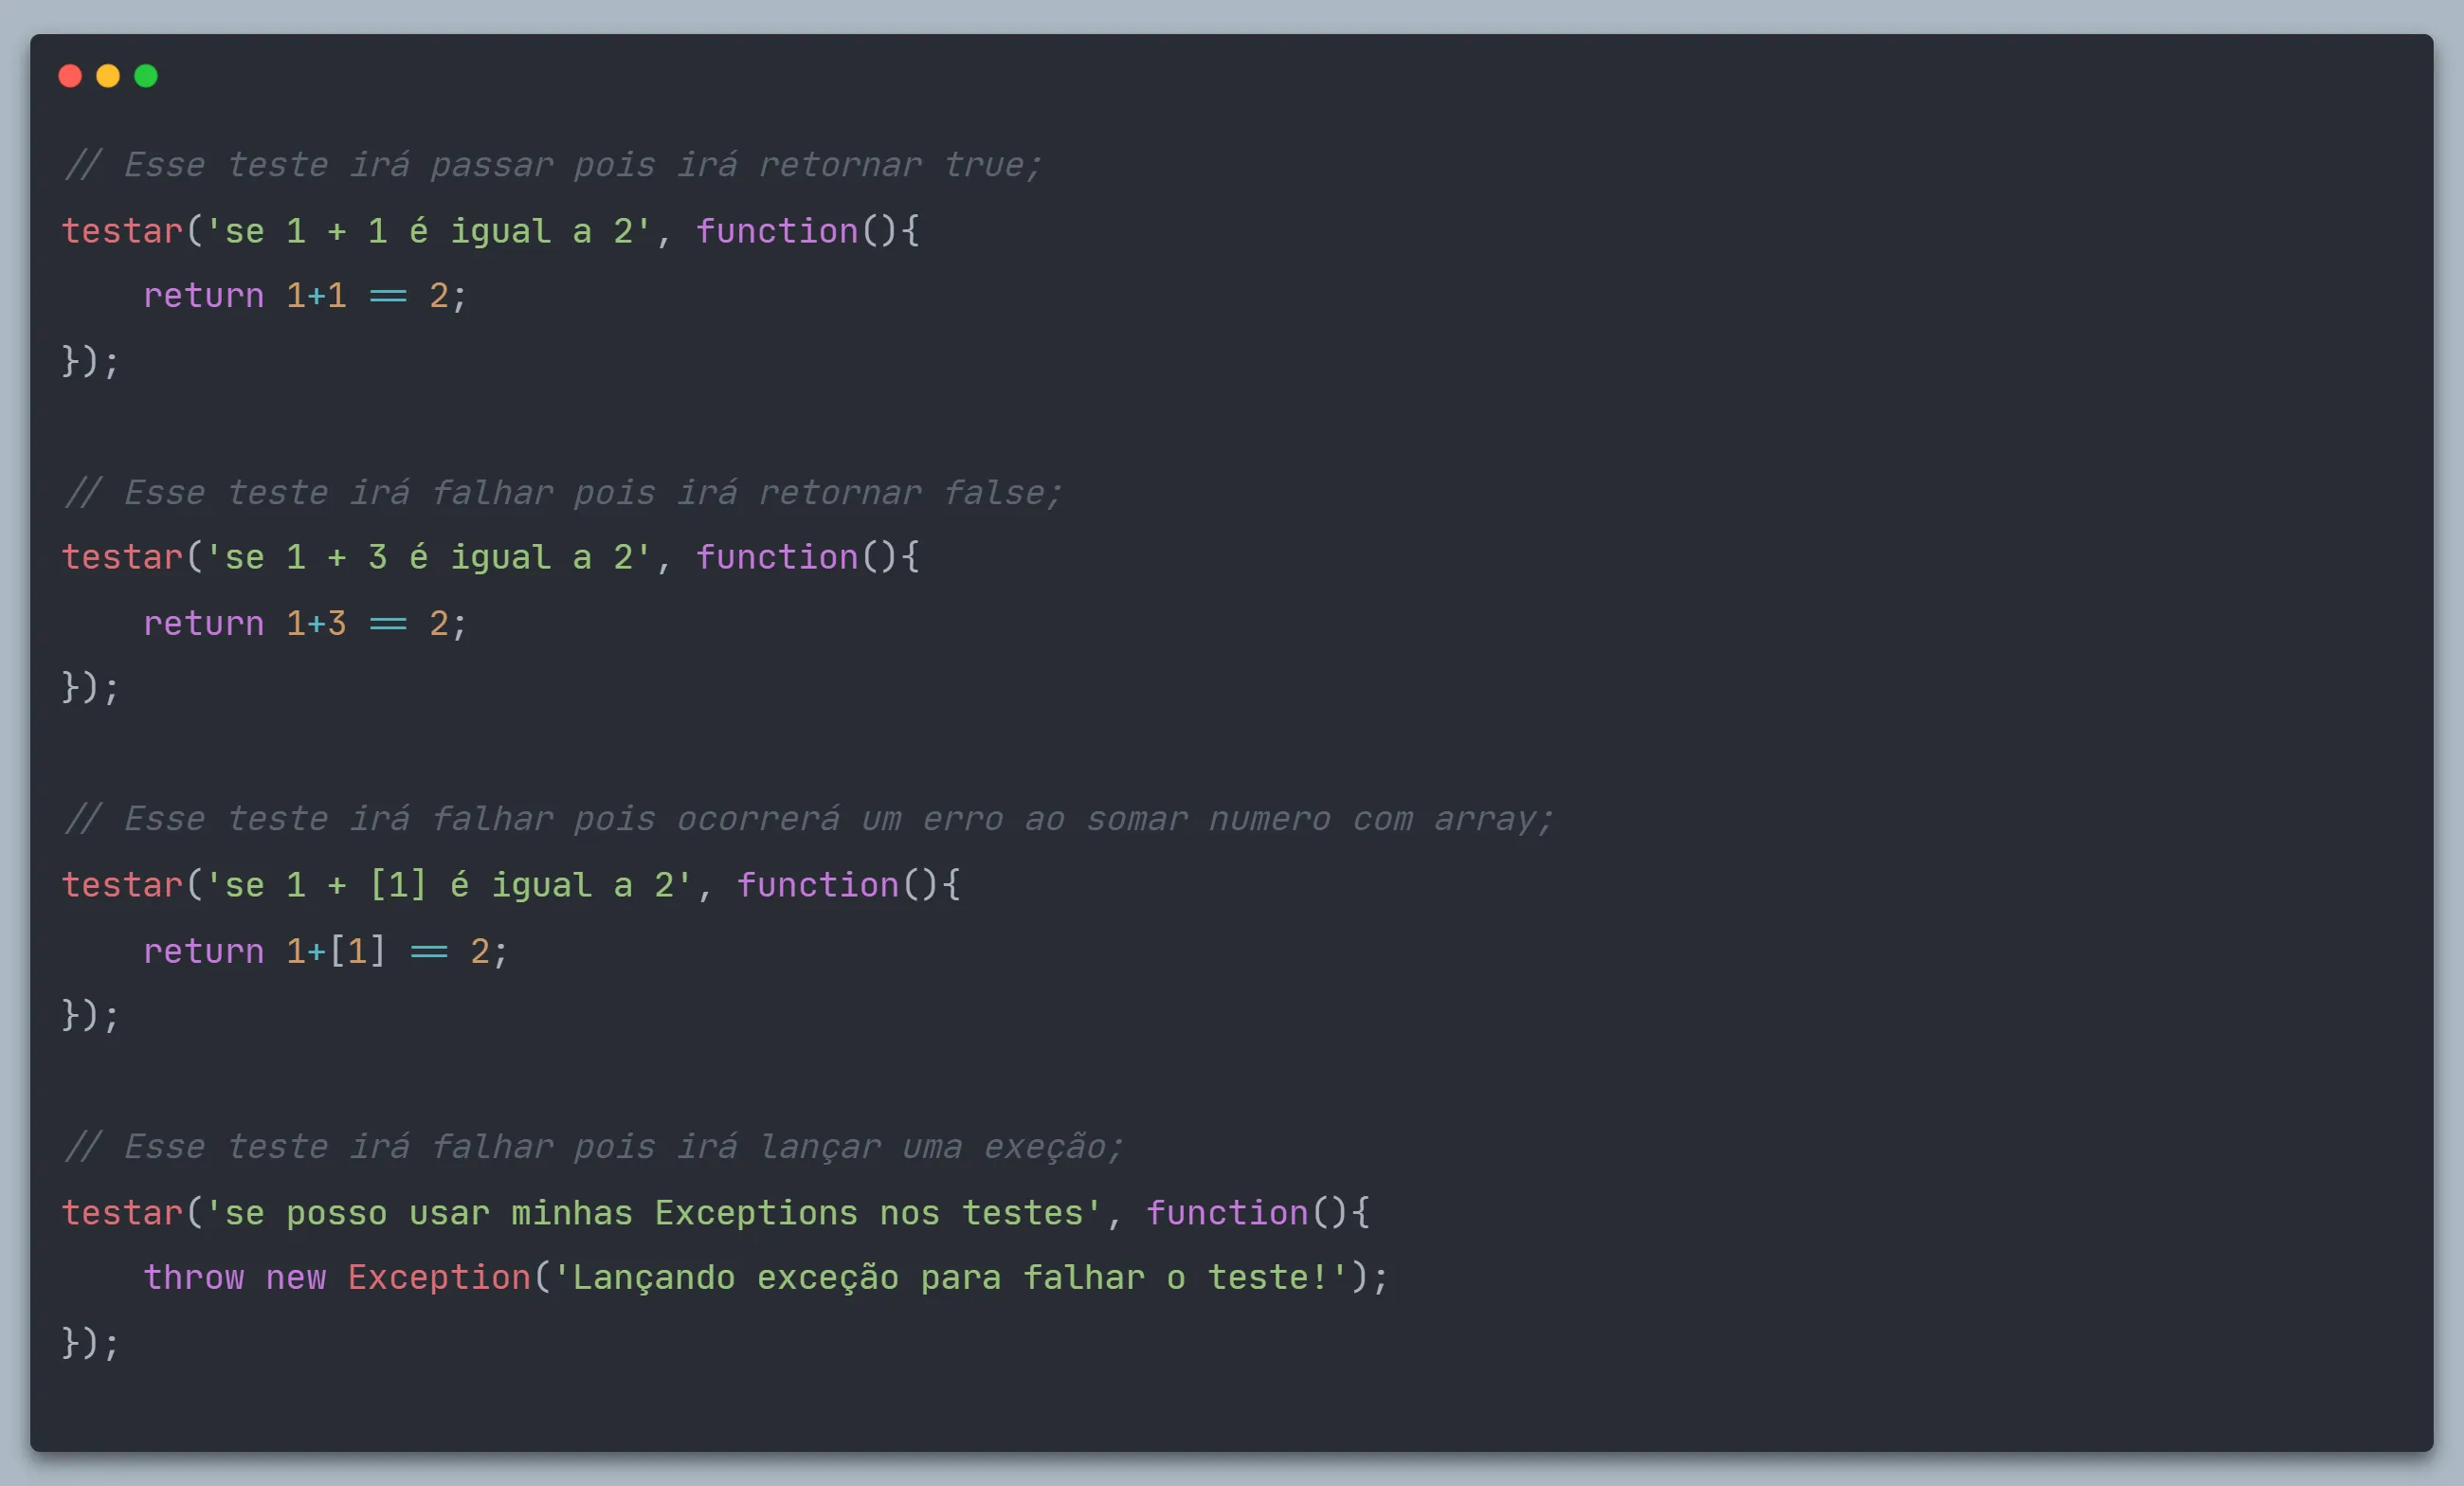 // Esse teste irá passar pois irá retornar true;
testar('se 1 + 1 é igual a 2', function(){
    return 1+1 == 2;
});
// Esse teste irá falhar pois irá retornar false;
testar('se 1 + 3 é igual a 2', function(){
    return 1+3 == 2;
});
// Esse teste irá falhar pois ocorrerá um erro ao somar numero com array;
testar('se 1 + [1] é igual a 2', function(){
    return 1+[1] == 2;
});
// Esse teste irá falhar pois irá lançar uma exeção;
testar('se posso usar minhas Exceptions nos testes', function(){
    throw new Exception('Lançando exceção para falhar o teste!');
});